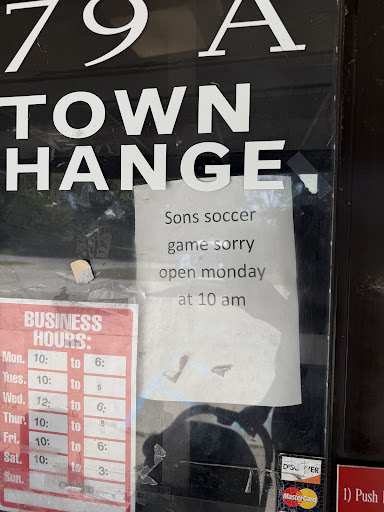 79 A
TOWN
HANGE
Sons soccer
game sorry
open monday
at 10 am
BUSINESS
HOURS:
Mon. 10: to 6:
Tues. 10: to
Wed. 12: to 6:
Thur. 10: to
Fri. 10: to 6:
Sat. 10: to 3:
Sun. to
MasterCard
1) Push